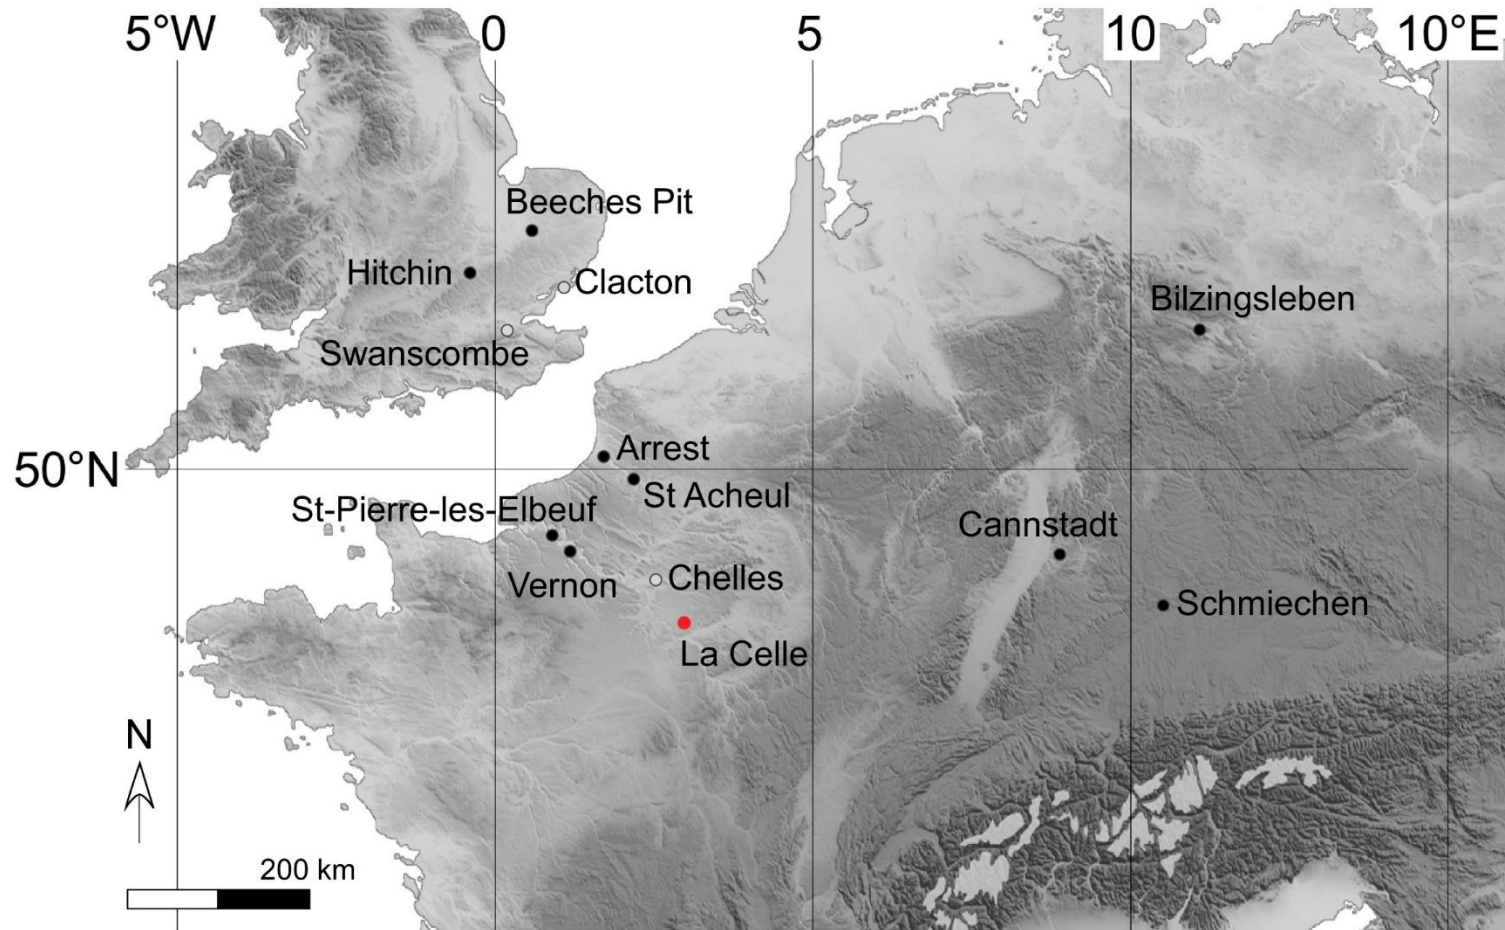 5°W 0 5 10 10°E
Beeches Pit
Hitchin
Clacton
Bilzingsleben
Swanscombe
Arrest
50°N
St Acheul
St-Pierre-les-Elbeuf
Cannstadt
Chelles
Vernon
Schmiechen
La Celle
N
200 km